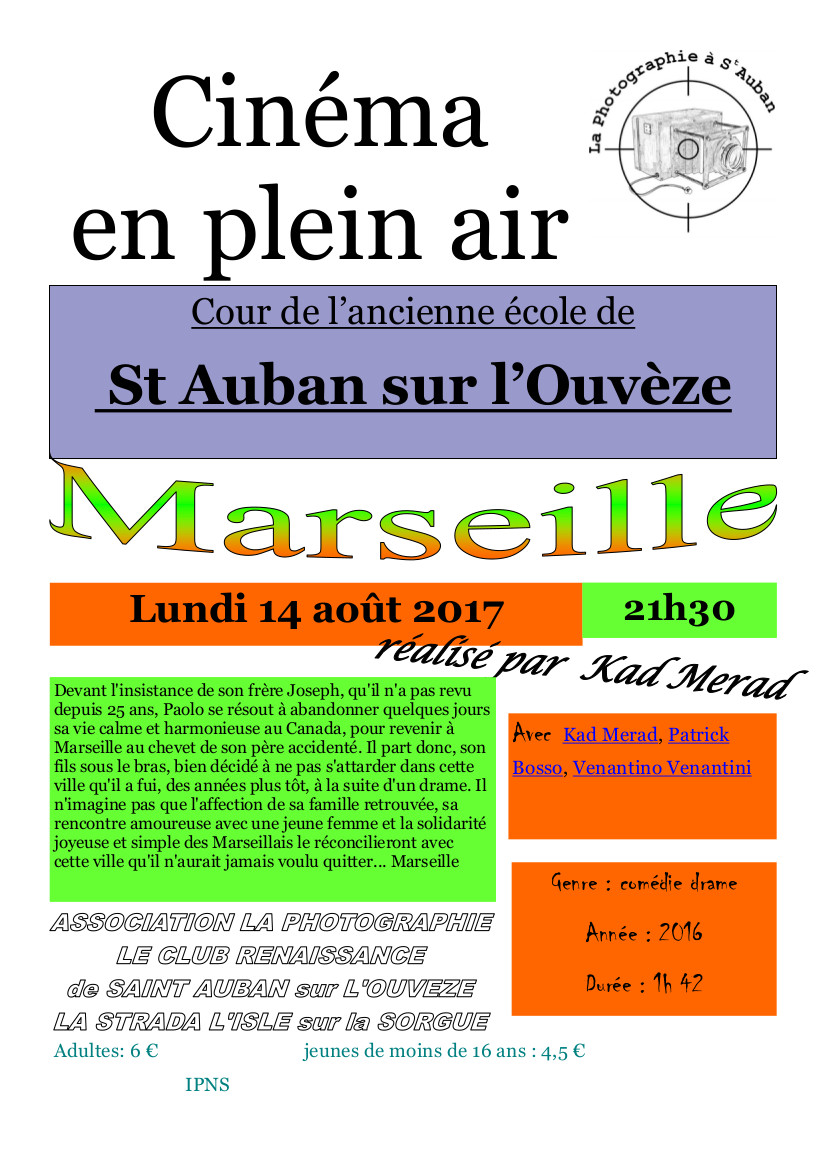 Cinéma
La Photographie à St Auban
en plein air
Cour de l'ancienne école de
St Auban sur l'Ouvèze
Marseille
Lundi 14 août 2017
21h30
réalisé par Kad Merad
Devant l'insistance de son frère Joseph, qu'il n'a pas revu
depuis 25 ans, Paolo se résout à abandonner quelques jours
sa vie calme et harmonieuse au Canada, pour revenir à
Marseille au chevet de son père accidenté. Il part donc, son
fils sous le bras, bien décidé à ne pas s'attarder dans cette
ville qu'il a fui, des années plus tôt, à la suite d'un drame. Il
n'imagine pas que l'affection de sa famille retrouvée, sa
rencontre amoureuse avec une jeune femme et la solidarité
joyeuse et simple des Marseillais le réconcilieront avec
cette ville qu'il n'aurait jamais voulu quitter... Marseille
Avec Kad Merad, Patrick
Bosso, Venantino Venantini
Genre : comédie drame
Année : 2016
Durée : 1h 42
ASSOCIATION LA PHOTOGRAPHIE
LE CLUB RENAISSANCE
de SAINT AUBAN sur L'OUVEZE
LA STRADA L'ISLE sur la SORGUE
Adultes: 6 € jeunes de moins de 16 ans : 4,5 €
IPNS